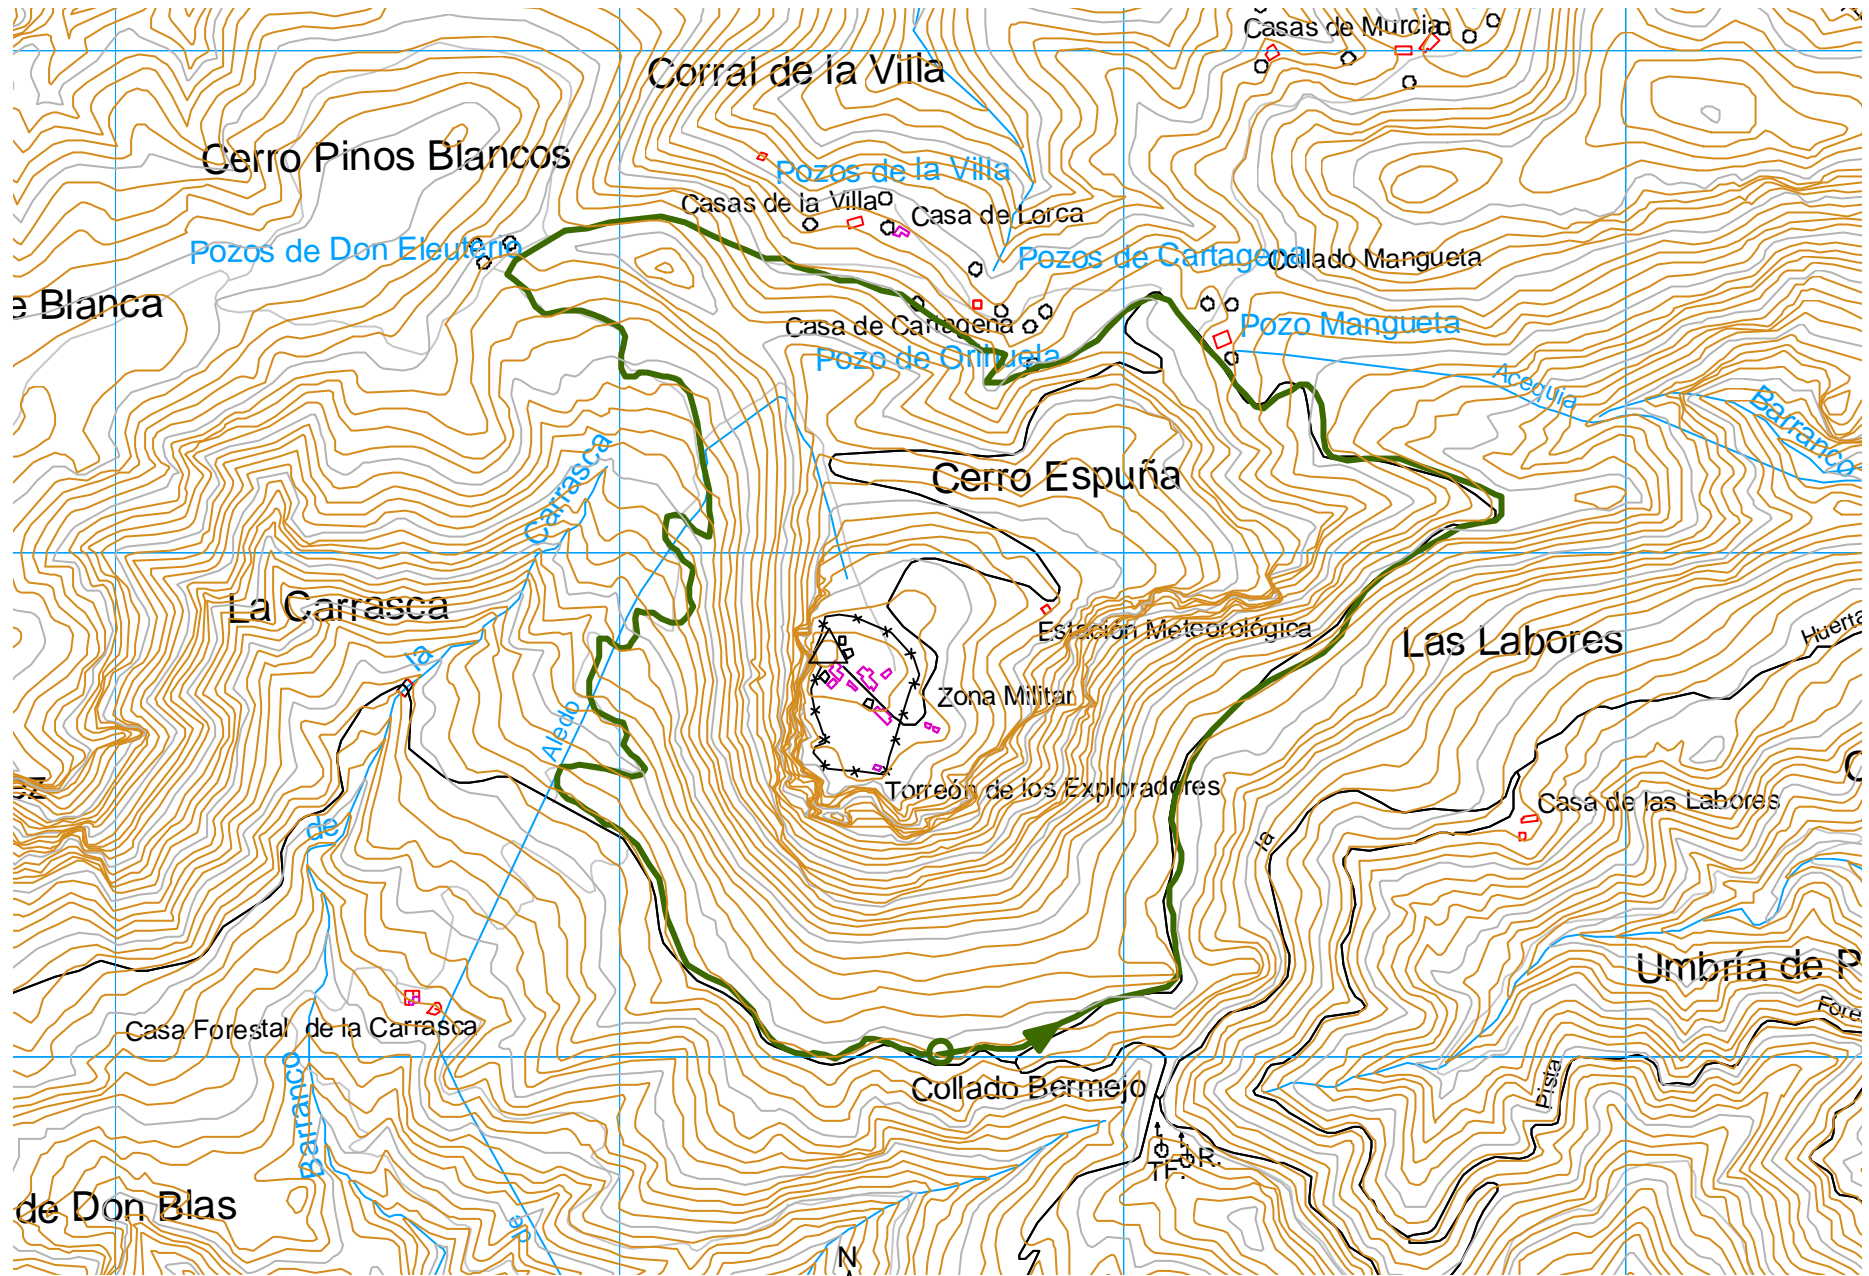 Casas de Murcia
Corral de la Villa
Cerro Pinos Blancos
Pozos de la Villa
Casas de la Villa
Casa de Lorca
Pozos de Don Eleuterio
Pozos de Cartagena
Collado Mangueta
e Blanca
Casa de Cartagena
Pozo Mangueta
Pozo de Orihuela
Acequia
Barranco
Carrasca
Cerro Espuña
La Carrasca
Estación Meteorológica
Las Labores
Huerta
la
Zona Militar
Aledo
ez
Torreón de los Exploradores
Casa de las Labores
C
de
la
Umbría de P
Casa Forestal de la Carrasca
Fore
Collado Bermejo
Pista
Barranco
T.F.
R.
de Don Blas
de
N